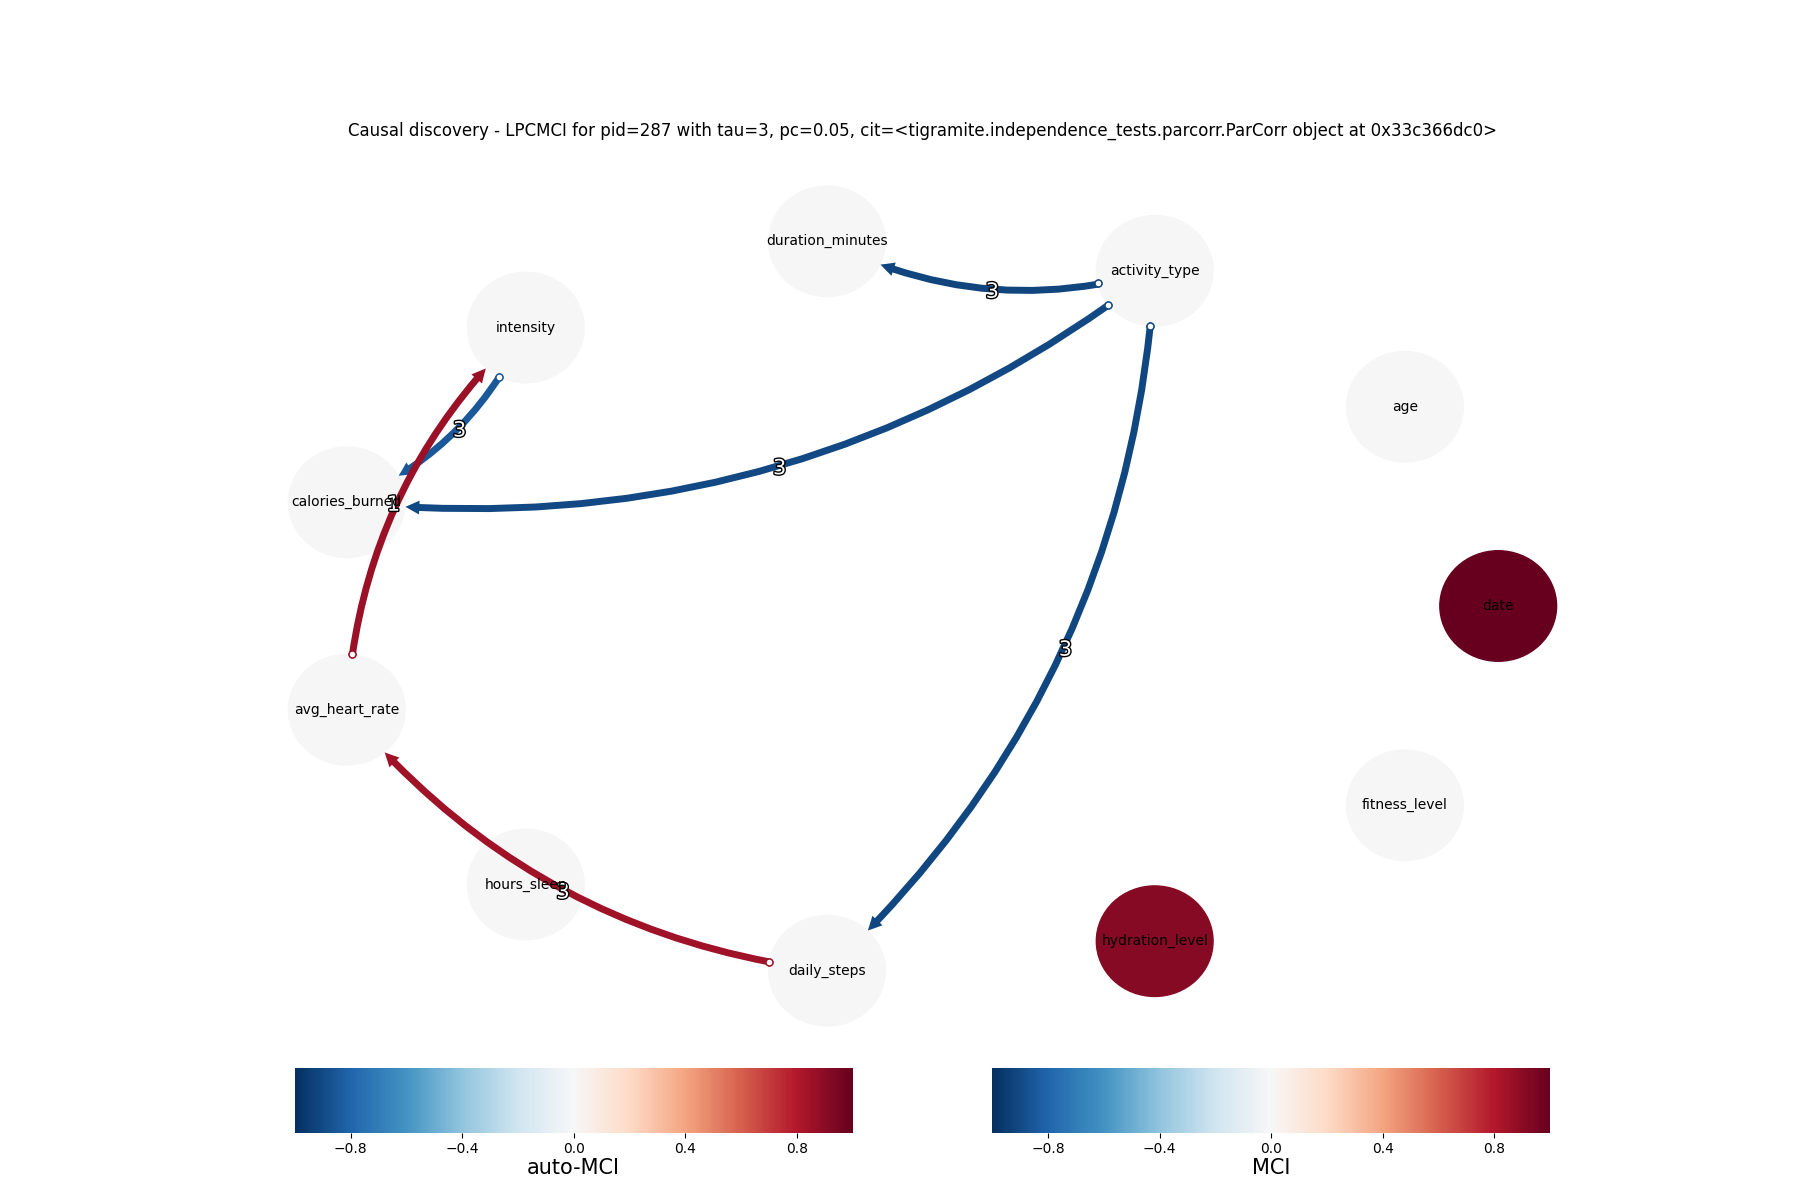 Causal discovery - LPCMCI for pid=287 with tau=3, pc=0.05, cit=<tigramite.independence_tests.parcorr.ParCorr object at 0x33c366dc0>
duration_minutes
activity_type
3
intensity
age
3
3
calories_burned
1
date
3
avg_heart_rate
fitness_level
hours_sleep
3
hydration_level
daily_steps
−0.8 −0.4 0.0 0.4 0.8
auto-MCI
−0.8 −0.4 0.0 0.4 0.8
MCI